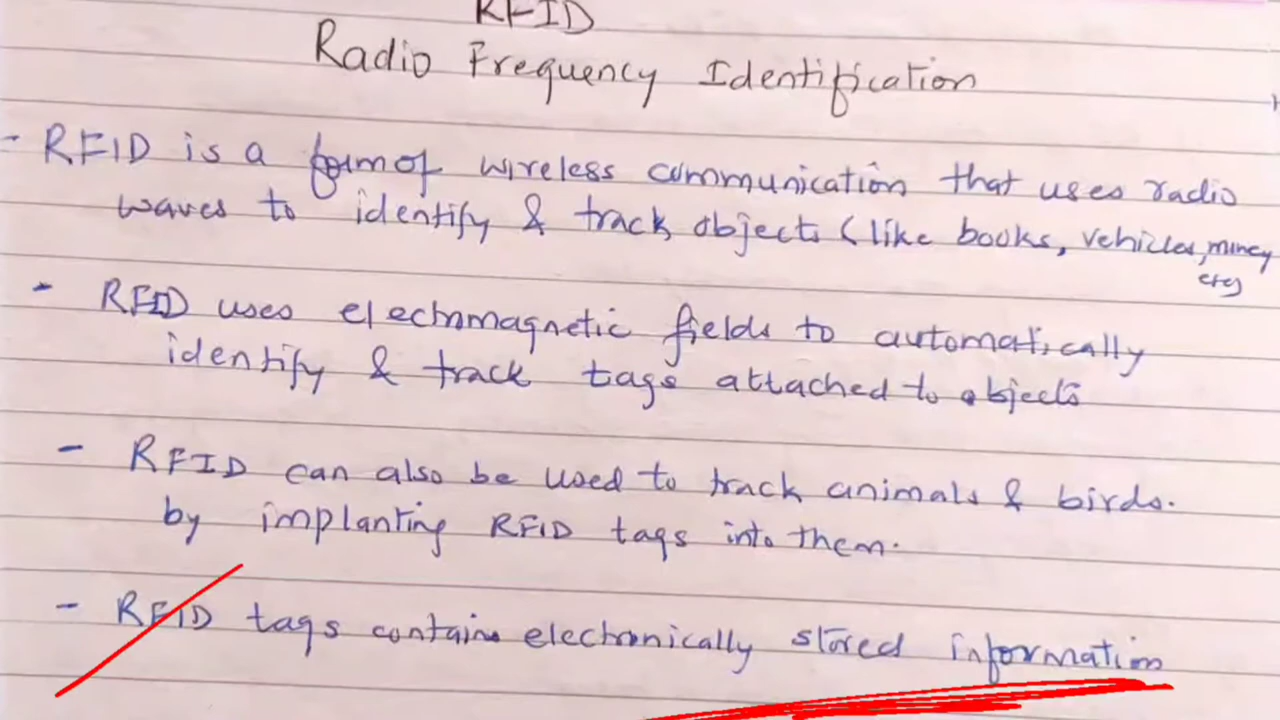 RFID
Radio Frequency Identification
- RFID is a form of wireless communication that uses radio
waves to identify & track objects (like books, vehicles, money
etc)
- RFID uses electromagnetic fields to automatically
identify & track tags attached to objects
- RFID can also be used to track animals & birds.
by implanting RFID tags into them.
- RFID tags contains electronically stored information